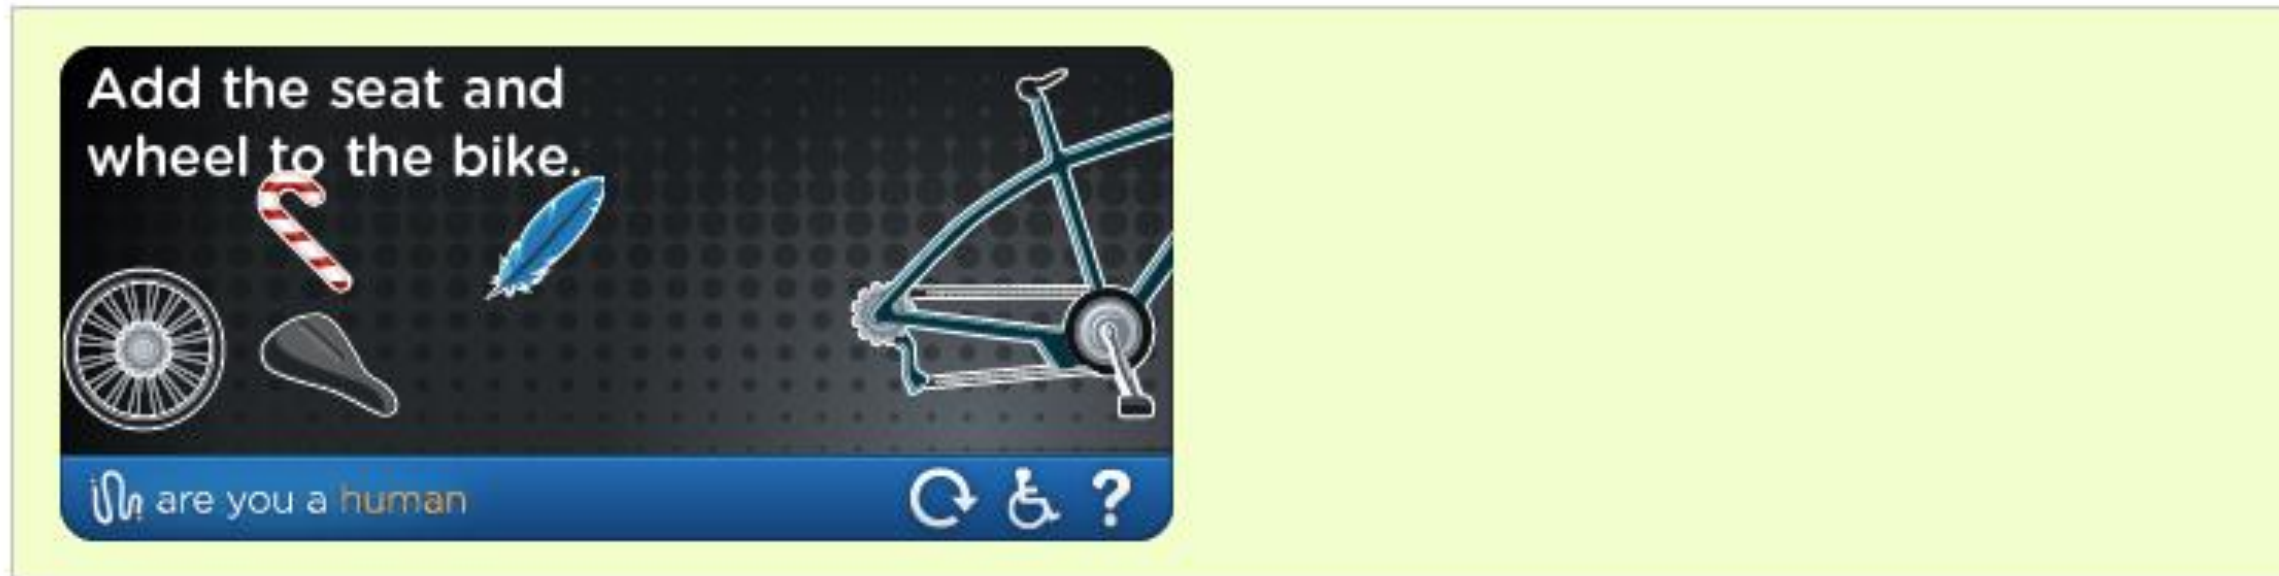 Add the seat and
wheel to the bike.
are you a human
?